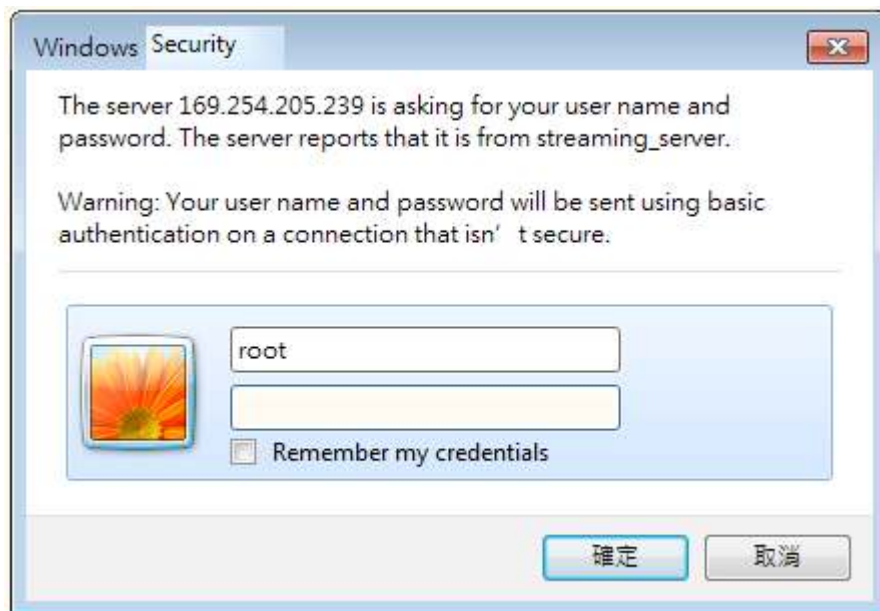 Windows Security
The server 169.254.205.239 is asking for your user name and
password. The server reports that it is from streaming_server.
Warning: Your user name and password will be sent using basic
authentication on a connection that isn' t secure.
root
Remember my credentials
確定
取消